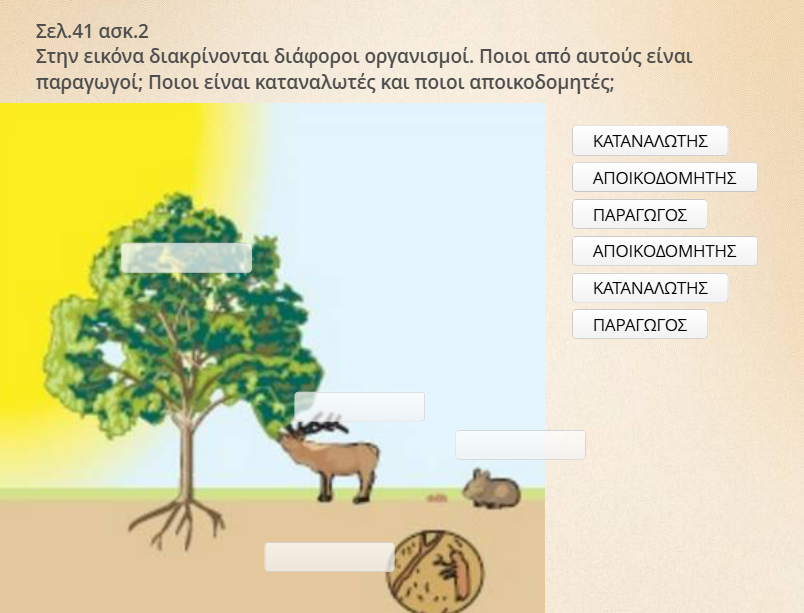 Σελ.41 ασκ.2
Στην εικόνα διακρίνονται διάφοροι οργανισμοί. Ποιοι από αυτούς είναι
παραγωγοί; Ποιοι είναι καταναλωτές και ποιοι αποικοδομητές;
ΚΑΤΑΝΑΛΩΤΗΣ
ΑΠΟΙΚΟΔΟΜΗΤΗΣ
ΠΑΡΑΓΩΓΟΣ
ΑΠΟΙΚΟΔΟΜΗΤΗΣ
ΚΑΤΑΝΑΛΩΤΗΣ
ΠΑΡΑΓΩΓΟΣ